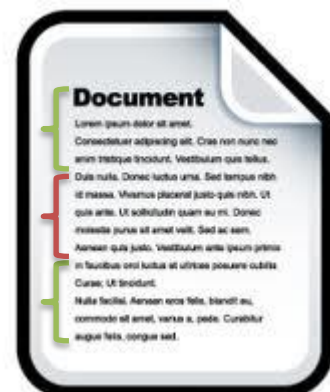 Document
Lorem ipsum dolor sit amet.
Consectetuer adipiscing elit. Cras non nunc nec
enim tristique tincidunt. Vestibulum quis tellus.
Duis nulla. Donec luctus urna. Sed tempus nibh
id massa. Vivamus placerat justo quis nibh. Ut
quis ante. Ut sollicitudin quam eu mi. Donec
molestie purus sit amet velit. Sed ac sem.
Aenean quis justo. Vestibulum ante ipsum primis
in faucibus orci luctus et ultrices posuere cubilia
Curae; Ut tincidunt.
Nulla facilisi. Aenean eros felis, blandit eu,
commodo sit amet, varius a, pede. Curabitur
augue felis, congue sed.